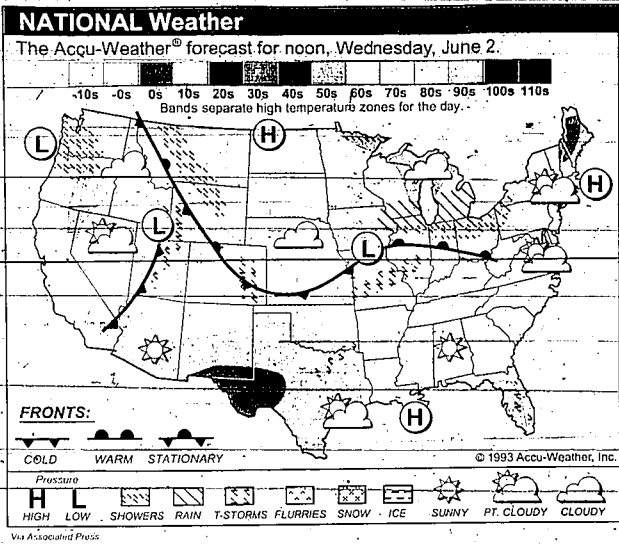 NATIONAL Weather
The Accu-Weather® forecast for noon, Wednesday, June 2.
-10s -0s 0s 10s 20s 30s 40s 50s 60s 70s 80s 90s 100s 110s
Bands separate high temperature zones for the day.
L
H
H
L
L
H
FRONTS:
COLD WARM STATIONARY
© 1993 Accu-Weather, Inc.
Pressure
H L
HIGH LOW SHOWERS RAIN T-STORMS FLURRIES SNOW ICE SUNNY PT. CLOUDY CLOUDY
Via Associated Press